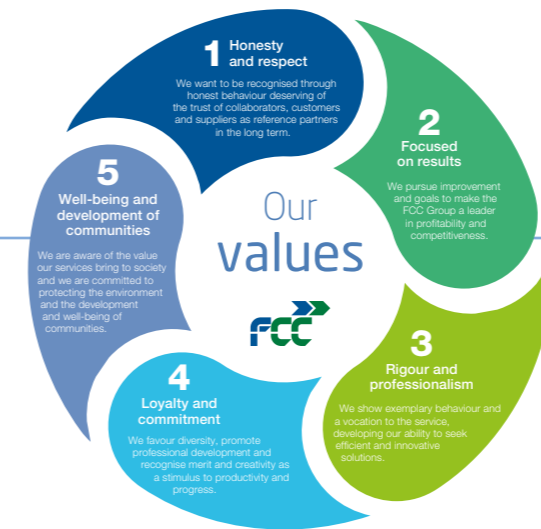 1 Honesty
and respect
We want to be recognised through
honest behaviour deserving of
the trust of collaborators, customers
and suppliers as reference partners
in the long term.
2
Focused
on results
We pursue improvement
and goals to make the
FCC Group a leader
in profitability and
competitiveness.
3
Rigour and
professionalism
We show exemplary behaviour and
a vocation to the service,
developing our ability to seek
efficient and innovative
solutions.
4
Loyalty and
commitment
We favour diversity, promote
professional development and
recognise merit and creativity as
a stimulus to productivity and
progress.
5
Well-being and
development of
communities
We are aware of the value
our services bring to society
and we are committed to
protecting the environment
and the development
and well-being of
communities.
Our
values
FCC